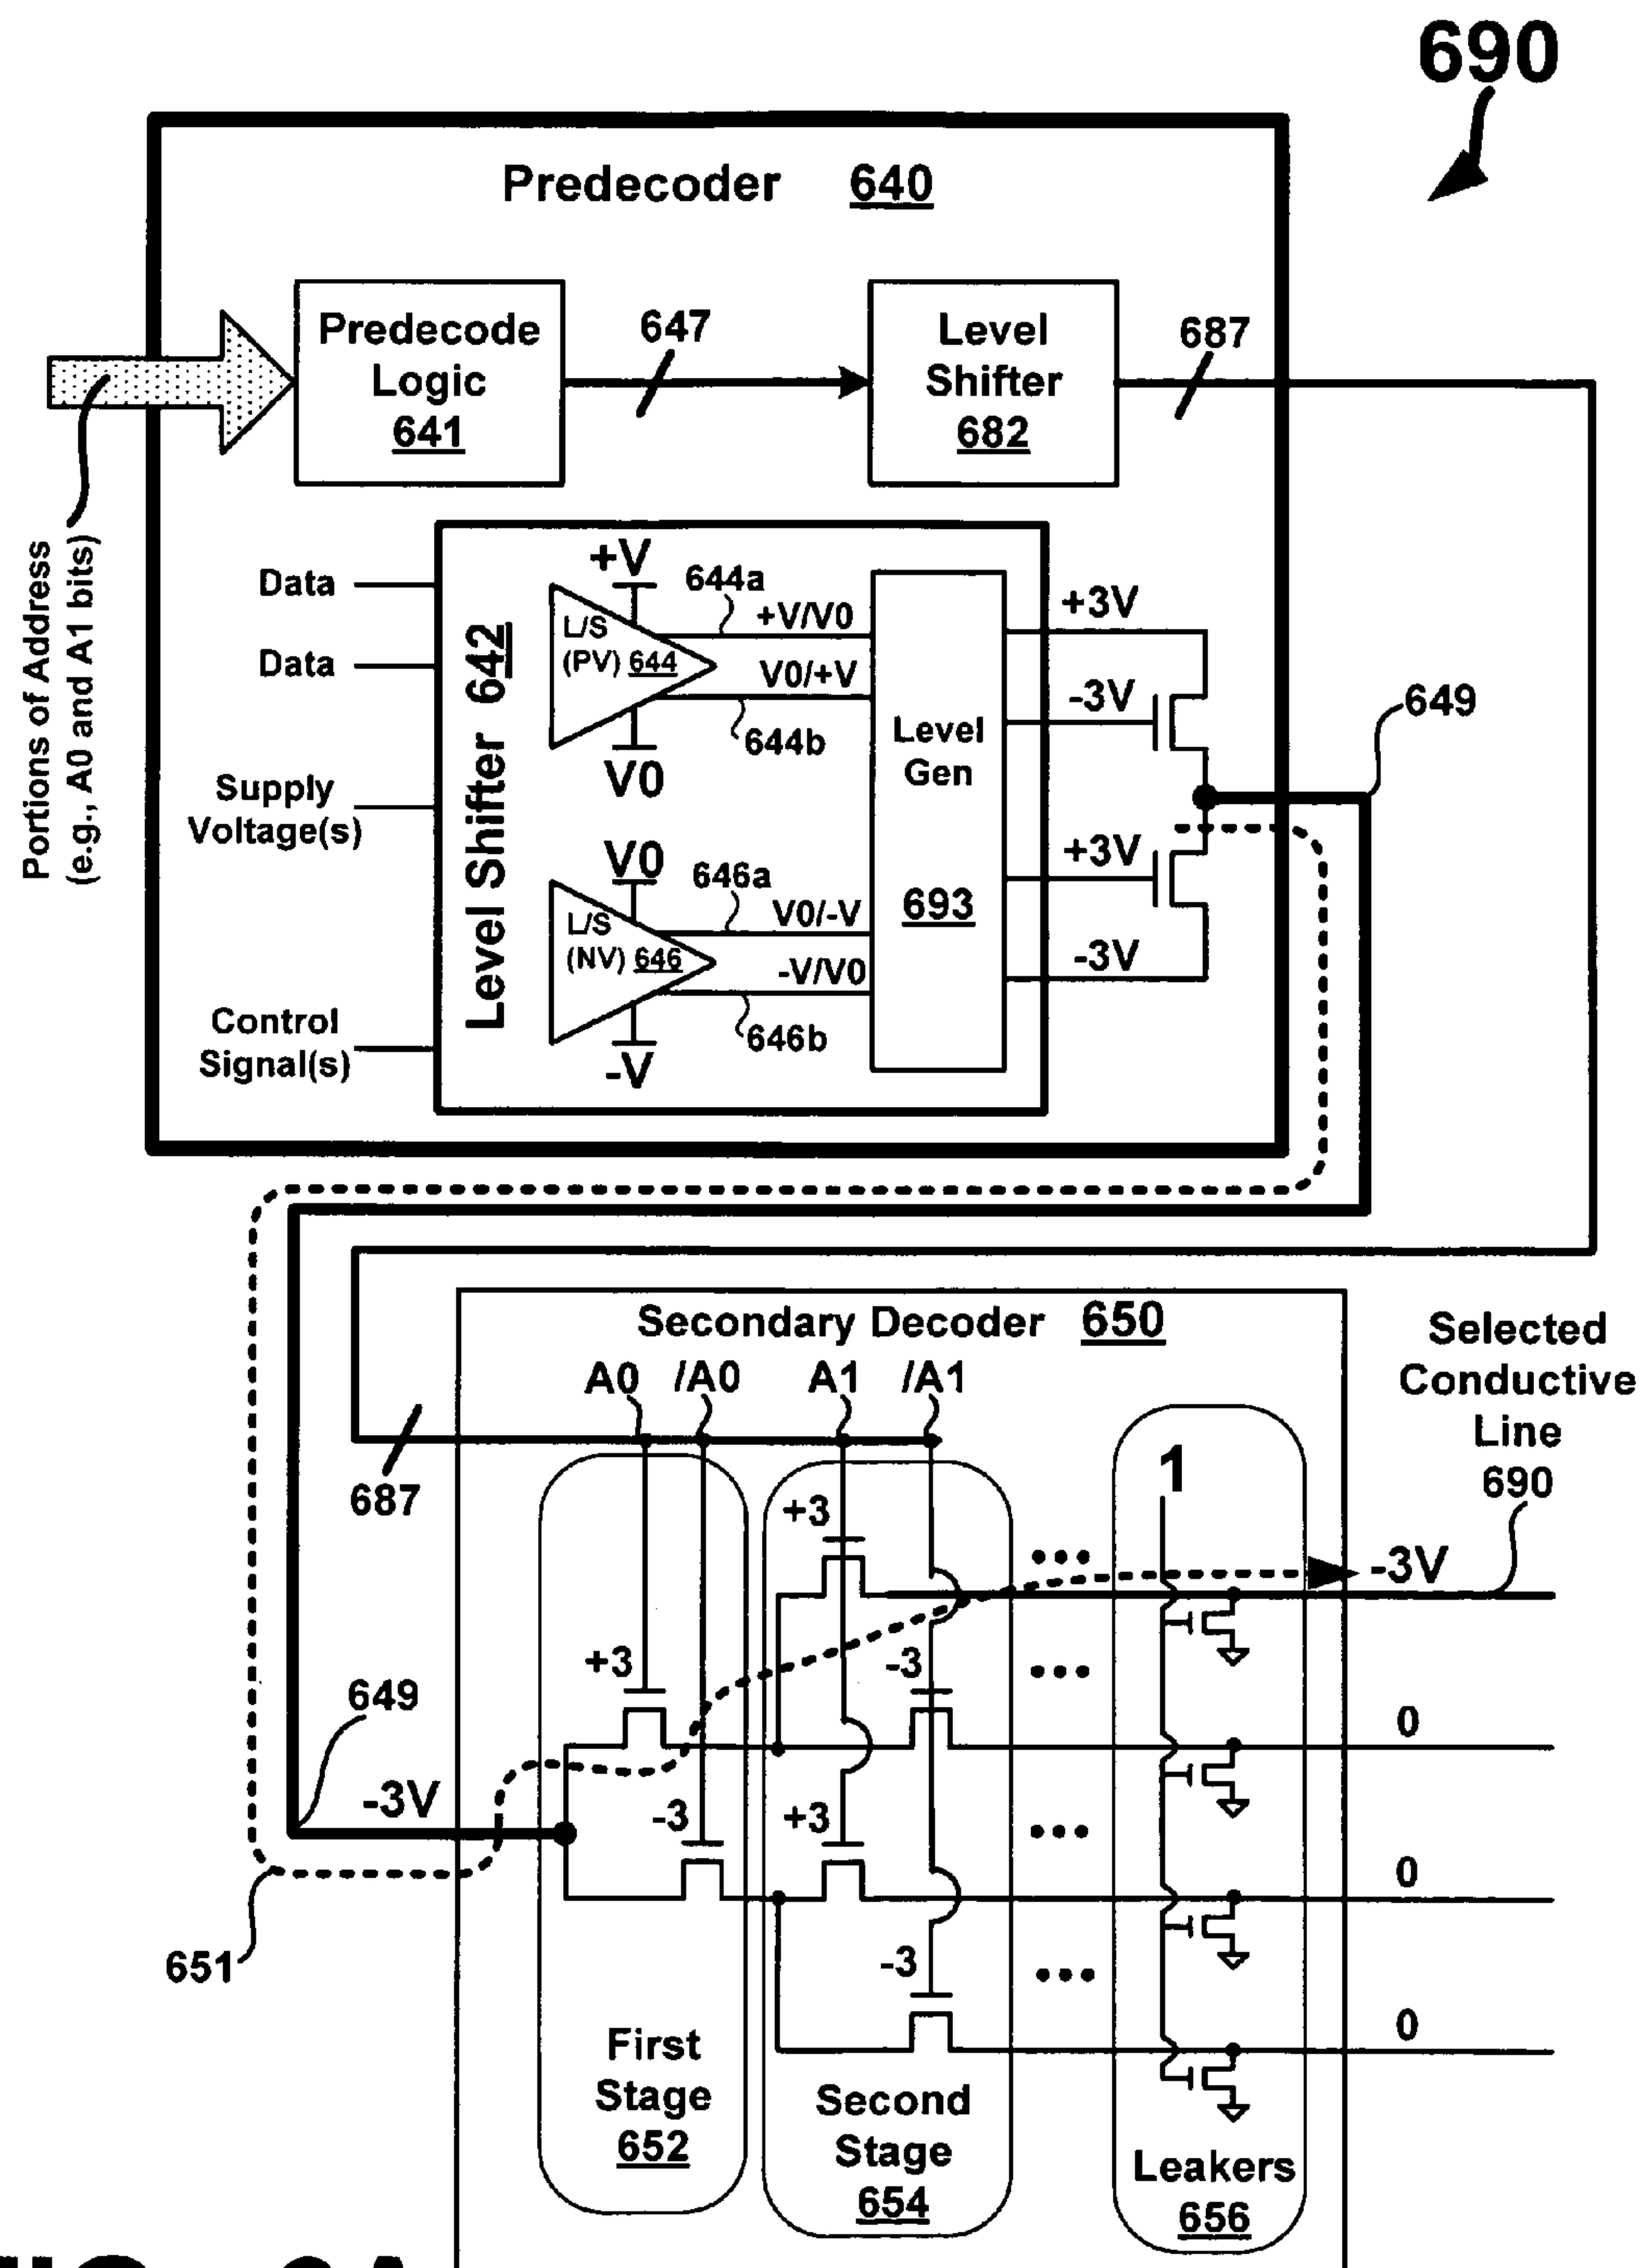 690
Predecoder 640
Predecode
Logic
641
647
Level
Shifter
682
687
Portions of Address
(e.g., A0 and A1 bits)
Data
Data
Supply
Voltage(s)
Control
Signal(s)
Level Shifter 642
+V
L/S
(PV) 644
V0
644a
+V/V0
V0/+V
644b
V0
L/S
(NV) 646
-V
646a
V0/-V
-V/V0
646b
Level
Gen
693
+3V
-3V
+3V
-3V
649
Secondary Decoder 650
A0
/A0
A1
/A1
687
Selected
Conductive
Line
690
1
+3
-3V
+3
-3
649
0
-3V
-3
+3
0
651
-3
0
First
Stage
652
Second
Stage
654
Leakers
656